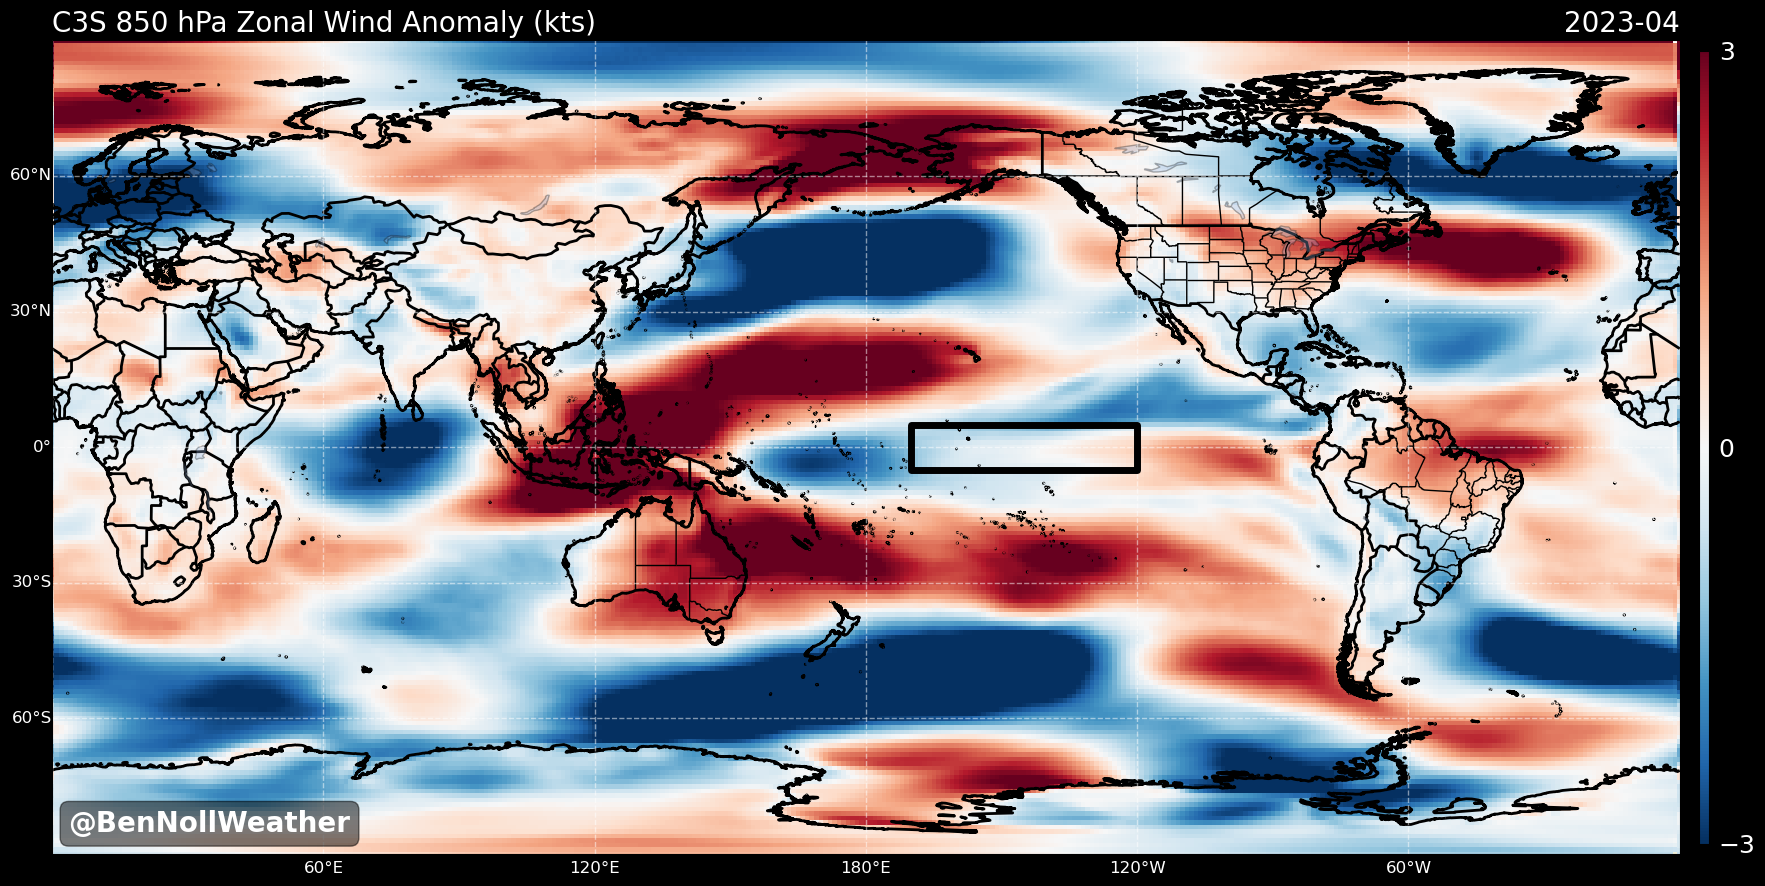 C3S 850 hPa Zonal Wind Anomaly (kts)
2023-04
3
0
−3
60°N
30°N
0°
30°S
60°S
60°E
120°E
180°E
120°W
60°W
@BenNollWeather